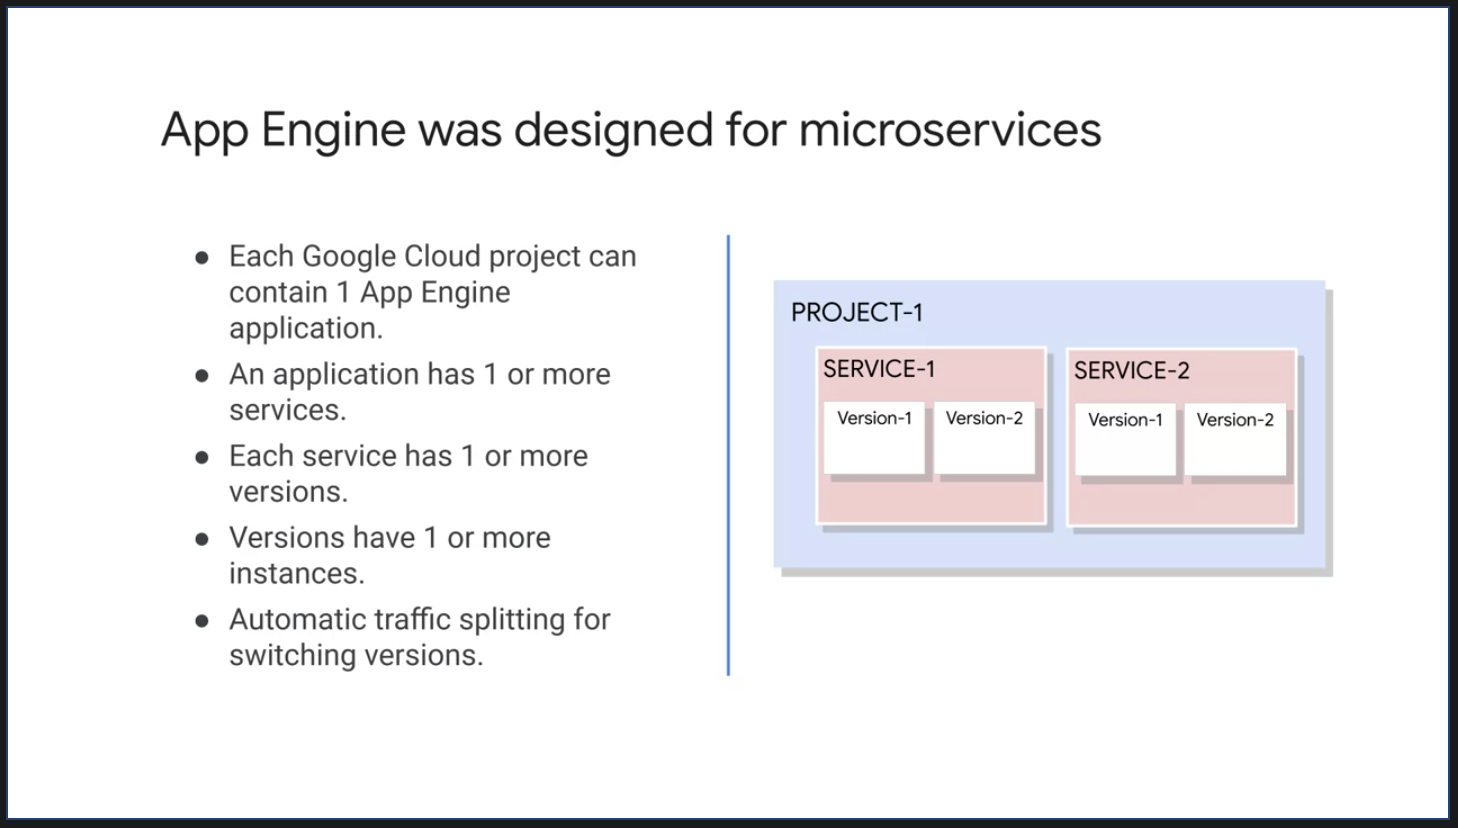 App Engine was designed for microservices
● Each Google Cloud project can
contain 1 App Engine
application.
● An application has 1 or more
services.
● Each service has 1 or more
versions.
● Versions have 1 or more
instances.
● Automatic traffic splitting for
switching versions.
PROJECT-1
SERVICE-1
Version-1
Version-2
SERVICE-2
Version-1
Version-2